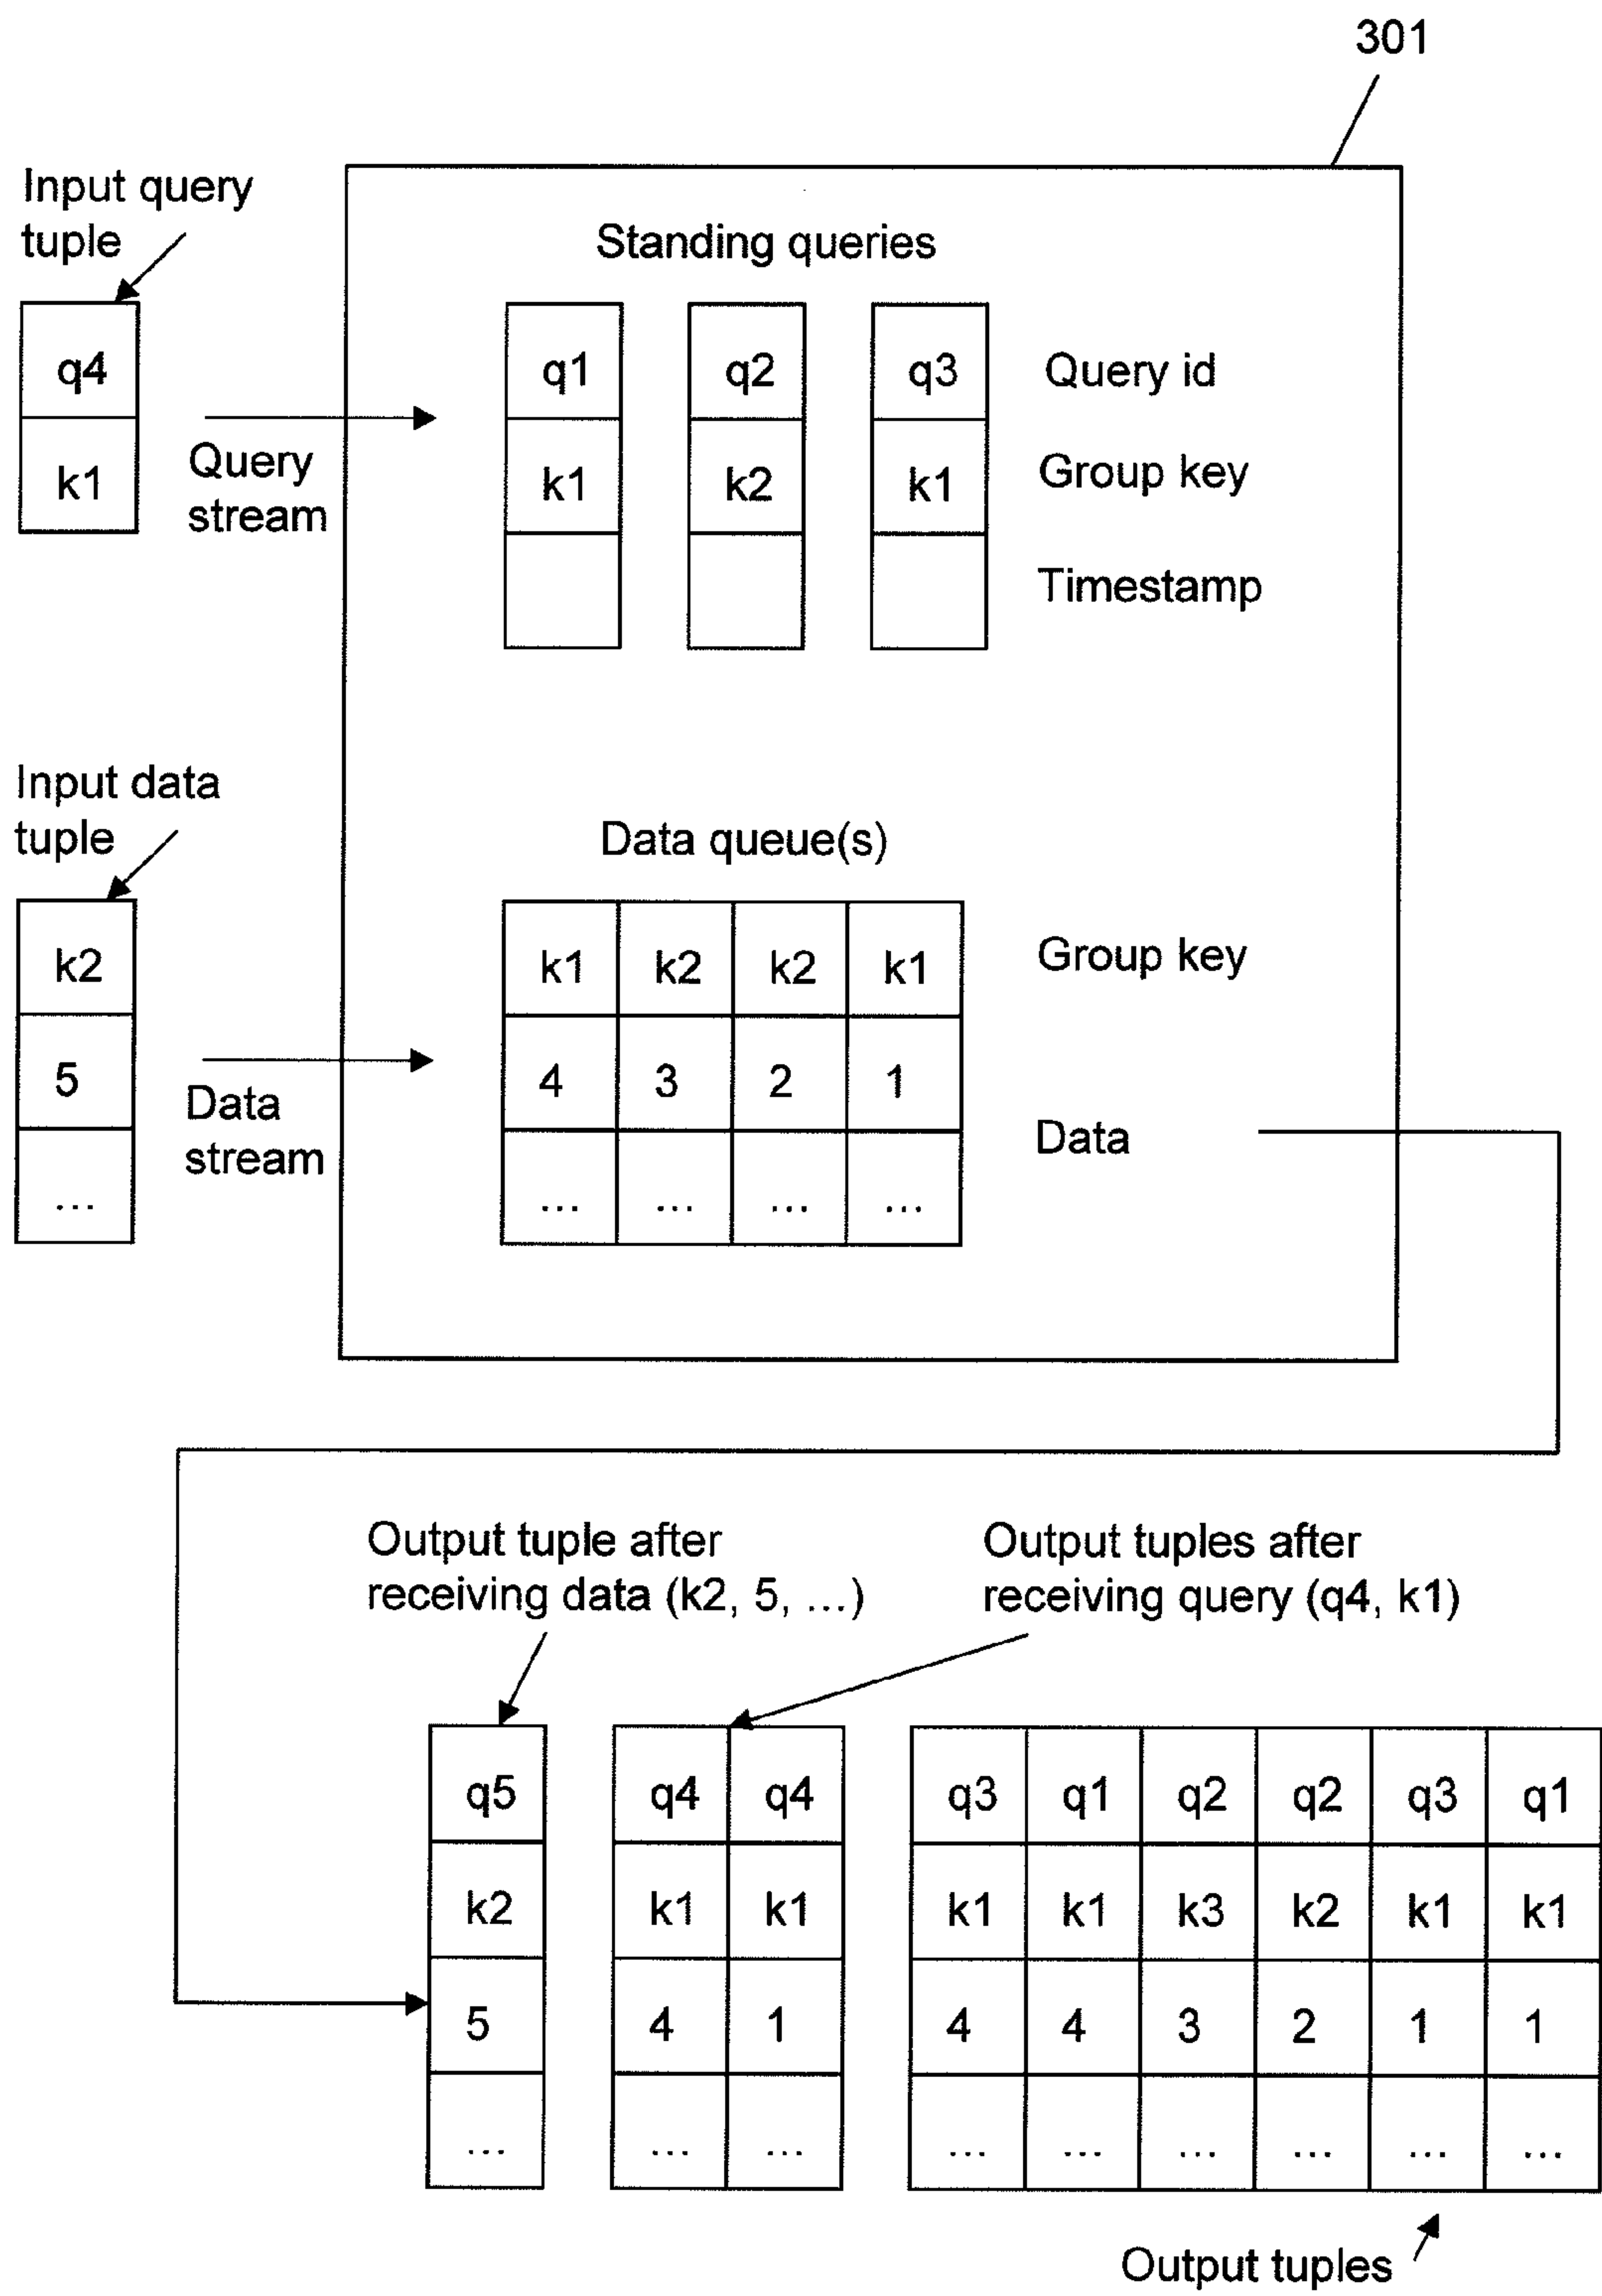 301
Input query
tuple
Standing queries
q4
q1 q2 q3 Query id
k1
Query
stream
k1 k2 k1 Group key
Timestamp
Input data
tuple
Data queue(s)
k2
k1 k2 k2 k1 Group key
5
4 3 2 1
Data
stream
Data
...
... ... ... ...
Output tuple after
receiving data (k2, 5, ...)
Output tuples after
receiving query (q4, k1)
q5 q4 q4 q3 q1 q2 q2 q3 q1
k2 k1 k1 k1 k1 k3 k2 k1 k1
5 4 1 4 4 3 2 1 1
... ... ... ... ... ... ... ... ...
Output tuples